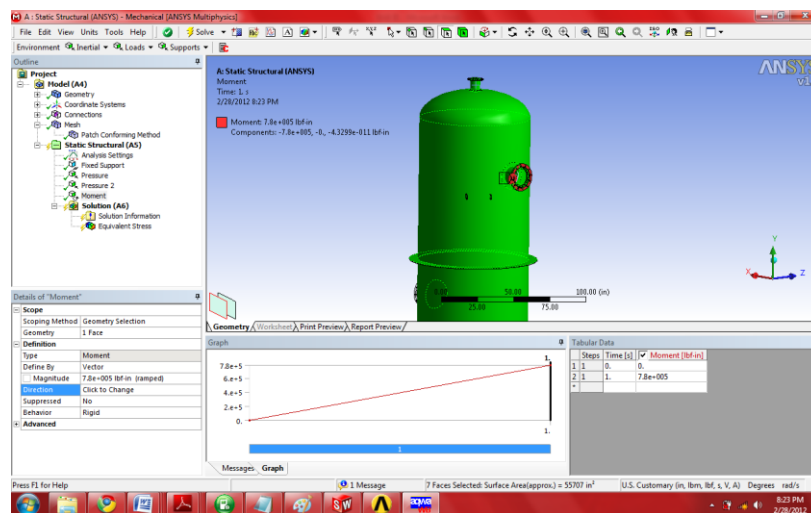 A : Static Structural (ANSYS) - Mechanical [ANSYS Multiphysics]
File Edit View Units Tools Help Solve
Environment Inertial Loads Supports
Outline
Project
Model (A4)
Geometry
Coordinate Systems
Connections
Mesh
Patch Conforming Method
Static Structural (A5)
Analysis Settings
Fixed Support
Pressure
Pressure 2
Moment
Solution (A6)
Solution Information
Equivalent Stress
A: Static Structural (ANSYS)
Moment
Time: 1. s
2/28/2012 8:23 PM
Moment: 7.8e+005 lbf·in
Components: -7.8e+005, -0., -4.3299e-011 lbf·in
ANSYS
v1
Y
X
Z
0.00 50.00 100.00 (in)
25.00 75.00
Geometry Worksheet Print Preview Report Preview
Details of "Moment"
Scope
Scoping Method Geometry Selection
Geometry 1 Face
Definition
Type Moment
Define By Vector
Magnitude 7.8e+005 lbf·in (ramped)
Direction Click to Change
Suppressed No
Behavior Rigid
Advanced
Graph
1.
7.8e+5
6.e+5
4.e+5
2.e+5
0.
1.
1
Messages Graph
Tabular Data
Steps Time [s] Moment [lbf·in]
1 1 0. 0.
2 1 1. 7.8e+005
*
Press F1 for Help 1 Message 7 Faces Selected: Surface Area(approx.) = 55707 in² U.S. Customary (in, lbm, lbf, s, V, A) Degrees rad/s
8:23 PM
2/28/2012